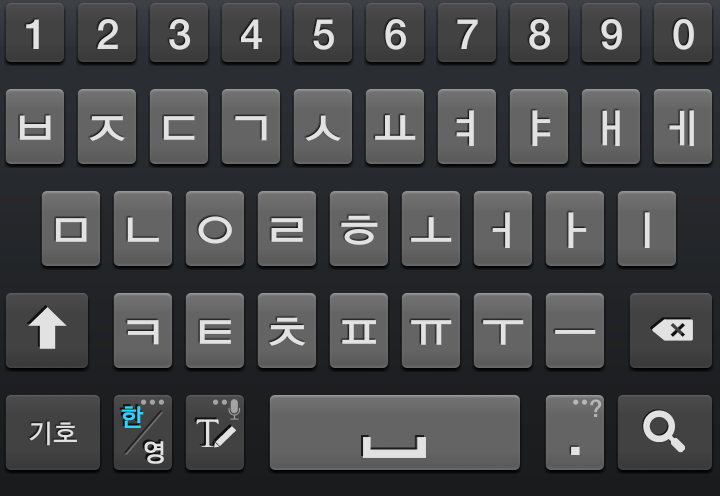 1 2 3 4 5 6 7 8 9 0
ㅂ ㅈ ㄷ ㄱ ㅅ ㅛ ㅕ ㅑ ㅐ ㅔ
ㅁ ㄴ ㅇ ㄹ ㅎ ㅗ ㅓ ㅏ ㅣ
ㅋ ㅌ ㅊ ㅍ ㅠ ㅜ ㅡ
기호 한/영 T . ?